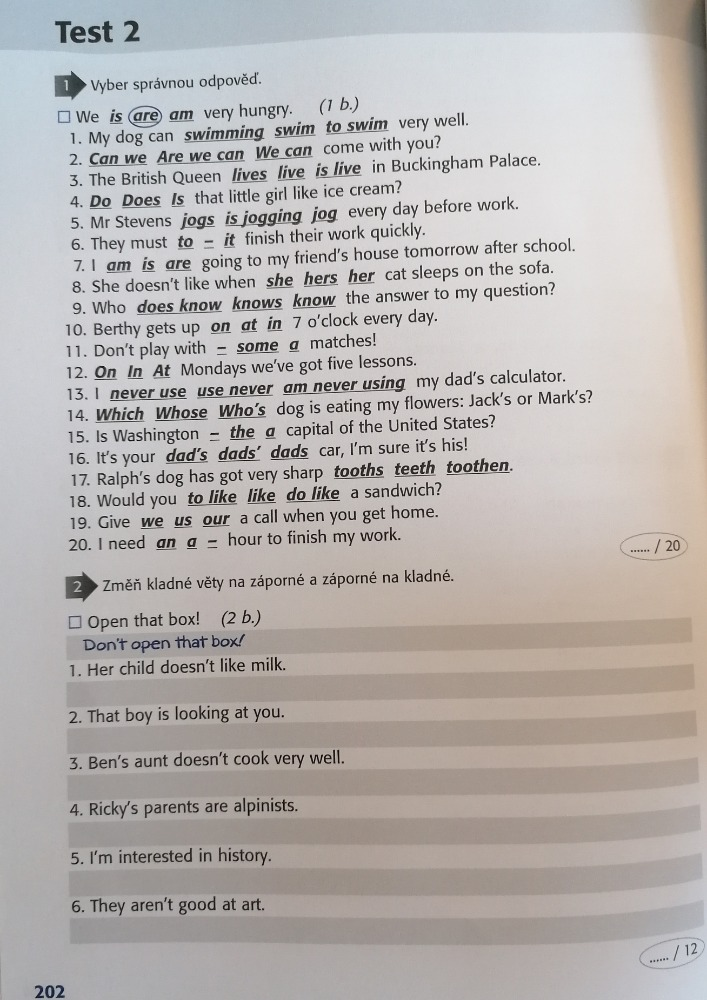 Test 2
1 Vyber správnou odpověď.
☐ We is are am very hungry. (1 b.)
1. My dog can swimming swim to swim very well.
2. Can we Are we can We can come with you?
3. The British Queen lives live is live in Buckingham Palace.
4. Do Does Is that little girl like ice cream?
5. Mr Stevens jogs is jogging jog every day before work.
6. They must to – it finish their work quickly.
7. I am is are going to my friend's house tomorrow after school.
8. She doesn't like when she hers her cat sleeps on the sofa.
9. Who does know knows know the answer to my question?
10. Berthy gets up on at in 7 o'clock every day.
11. Don't play with – some a matches!
12. On In At Mondays we've got five lessons.
13. I never use use never am never using my dad's calculator.
14. Which Whose Who's dog is eating my flowers: Jack's or Mark's?
15. Is Washington – the a capital of the United States?
16. It's your dad's dads' dads car, I'm sure it's his!
17. Ralph's dog has got very sharp tooths teeth toothen.
18. Would you to like like do like a sandwich?
19. Give we us our a call when you get home.
20. I need an a – hour to finish my work.
...... / 20
2 Změň kladné věty na záporné a záporné na kladné.
☐ Open that box! (2 b.)
Don't open that box!
1. Her child doesn't like milk.
2. That boy is looking at you.
3. Ben's aunt doesn't cook very well.
4. Ricky's parents are alpinists.
5. I'm interested in history.
6. They aren't good at art.
...... / 12
202